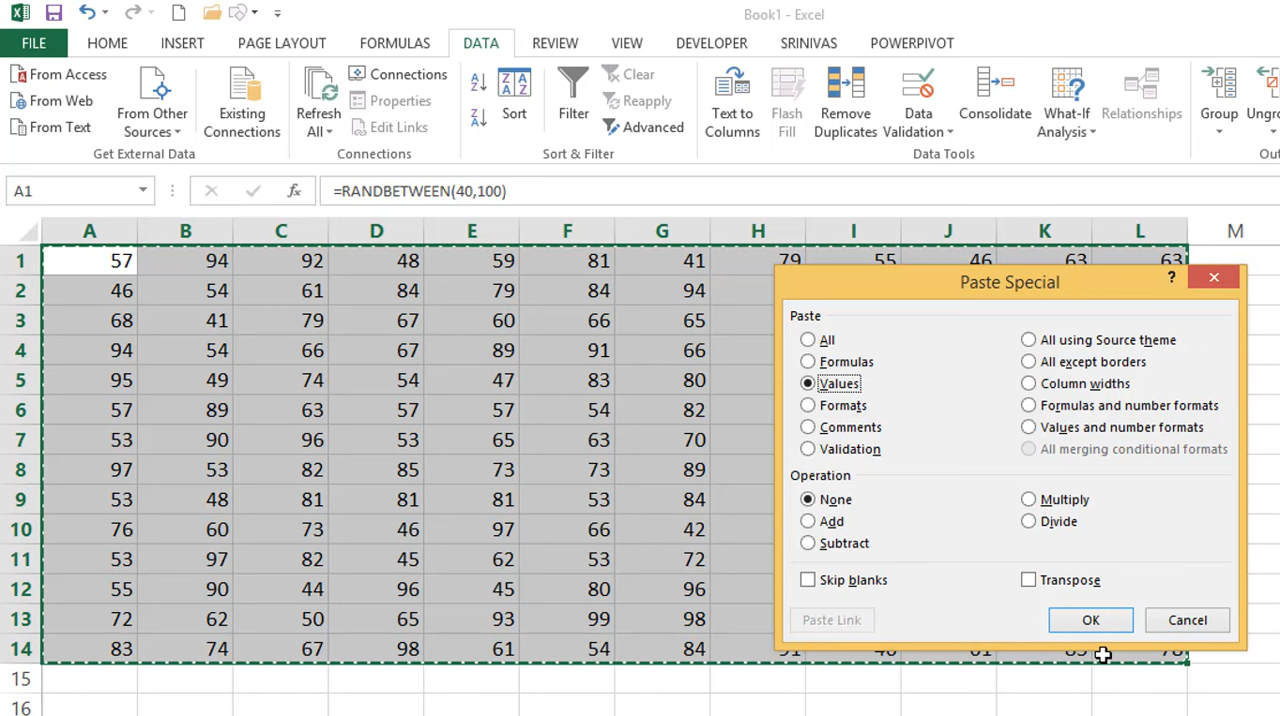 Book1 - Excel
FILE HOME INSERT PAGE LAYOUT FORMULAS DATA REVIEW VIEW DEVELOPER SRINIVAS POWERPIVOT
From Access
From Web
From Text
From Other
Sources
Existing
Connections
Get External Data
Refresh
All
Connections
Properties
Edit Links
Connections
Sort
Filter
Clear
Reapply
Advanced
Sort & Filter
Text to
Columns
Flash
Fill
Remove
Duplicates
Data
Validation
Consolidate
What-If
Analysis
Relationships
Data Tools
Group
A1 fx =RANDBETWEEN(40,100)
A B C D E F G H I J K L M
1 57 94 92 48 59 81 41 79 55 46 63 63
2 46 54 61 84 79 84 94
3 68 41 79 67 60 66 65
4 94 54 66 67 89 91 66
5 95 49 74 54 47 83 80
6 57 89 63 57 57 54 82
7 53 90 96 53 65 63 70
8 97 53 82 85 73 73 89
9 53 48 81 81 81 53 84
10 76 60 73 46 97 66 42
11 53 97 82 45 62 53 72
12 55 90 44 96 45 80 96
13 72 62 50 65 93 99 98
14 83 74 67 98 61 54 84
15
16
Paste Special
?
Paste
All
Formulas
Values
Formats
Comments
Validation
All using Source theme
All except borders
Column widths
Formulas and number formats
Values and number formats
All merging conditional formats
Operation
None
Add
Subtract
Multiply
Divide
Skip blanks
Transpose
Paste Link
OK
Cancel